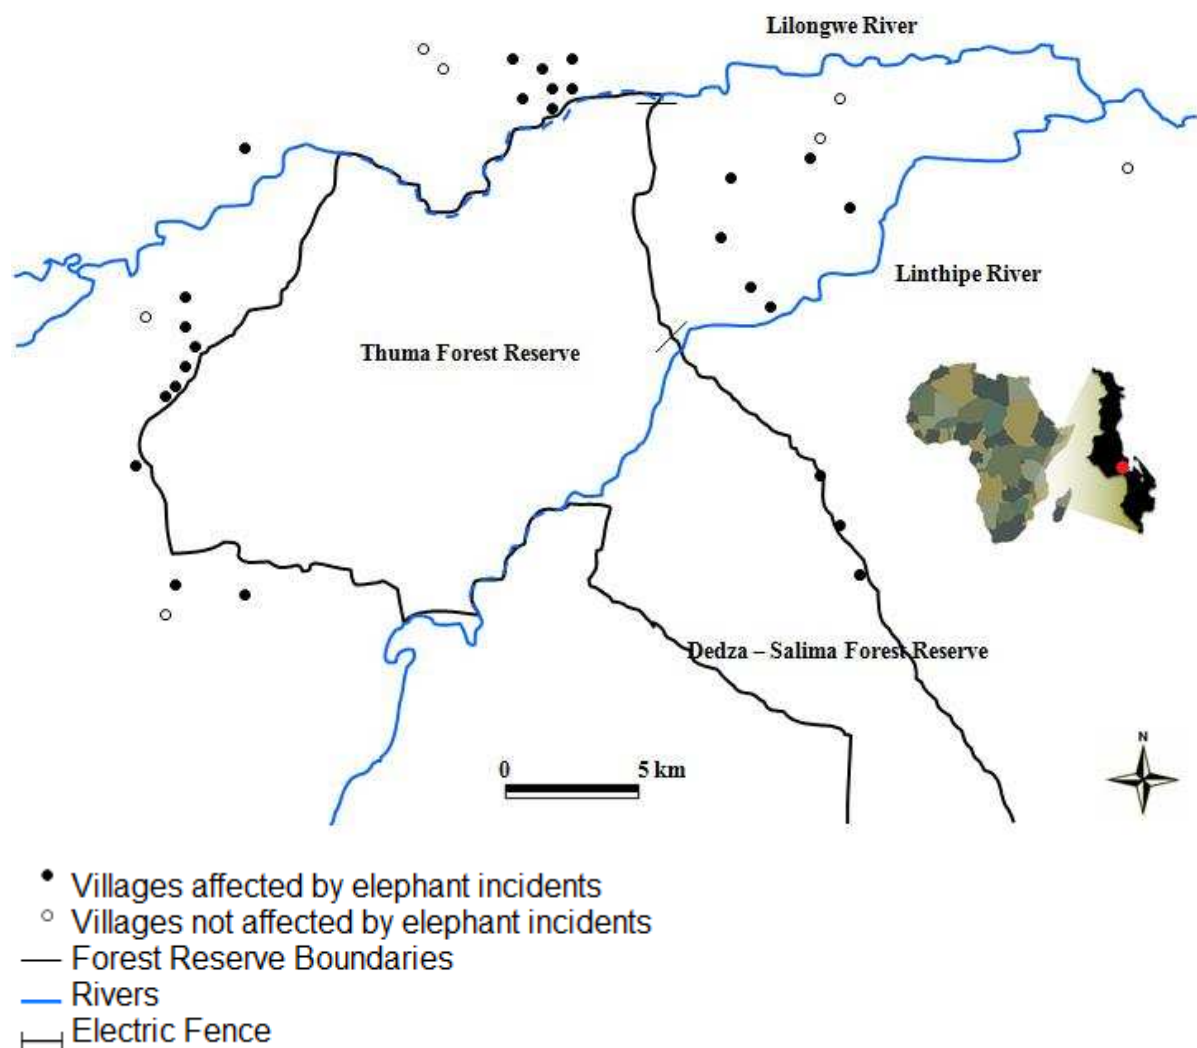 Lilongwe River
Linthipe River
Thuma Forest Reserve
Dedza – Salima Forest Reserve
N
0 5 km
Villages affected by elephant incidents
Villages not affected by elephant incidents
Forest Reserve Boundaries
Rivers
Electric Fence